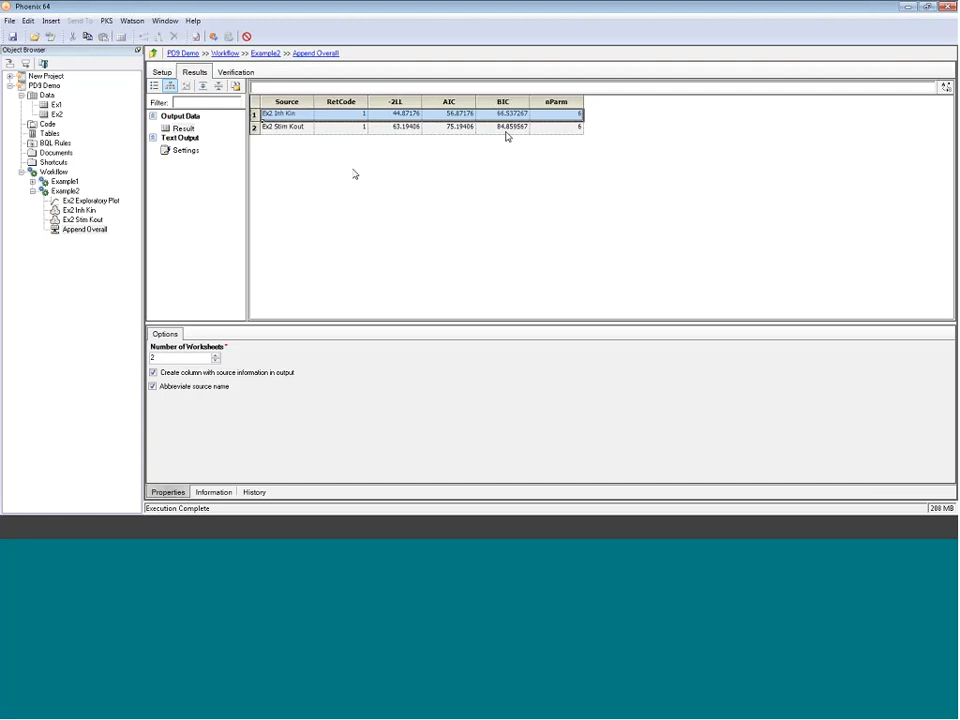 Phoenix 64
File Edit Insert Send To PKS Watson Window Help
Object Browser
PD9 Demo >> Workflow >> Example2 >> Append Overall
New Project
PD9 Demo
Data
Ex1
Ex2
Code
Tables
BQL Rules
Documents
Shortcuts
Workflow
Example1
Example2
Ex2 Exploratory Plot
Ex2 Inh Kin
Ex2 Stim Kout
Append Overall
Setup Results Verification
Filter:
Output Data
Result
Text Output
Settings
Source RetCode -2LL AIC BIC nParm
1 Ex2 Inh Kin 1 44.87176 56.87176 66.537267 6
2 Ex2 Stim Kout 1 63.19406 75.19406 84.859567 6
Options
Number of Worksheets*
2
Create column with source information in output
Abbreviate source name
Properties Information History
Execution Complete 208 MB